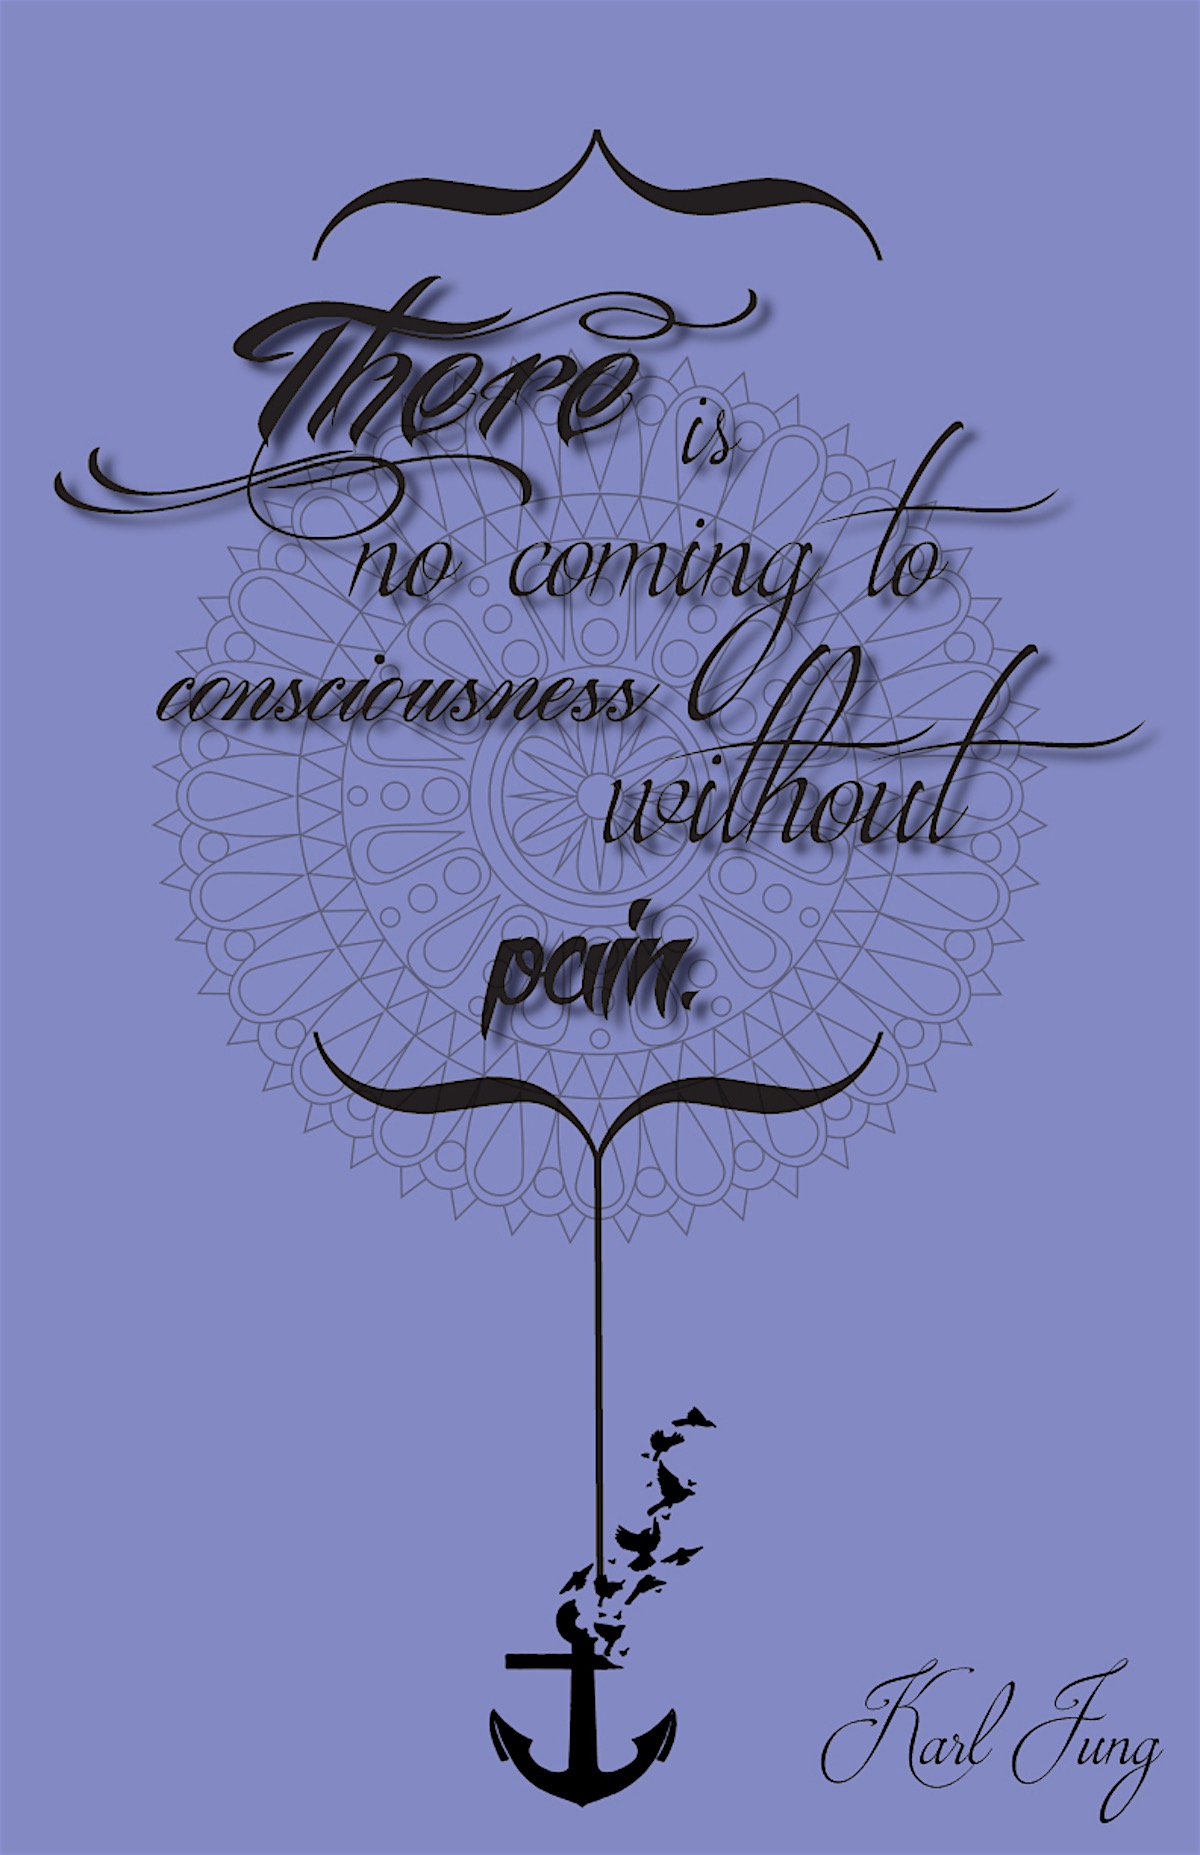 There is
no coming to
consciousness
without
pain.
Karl Jung